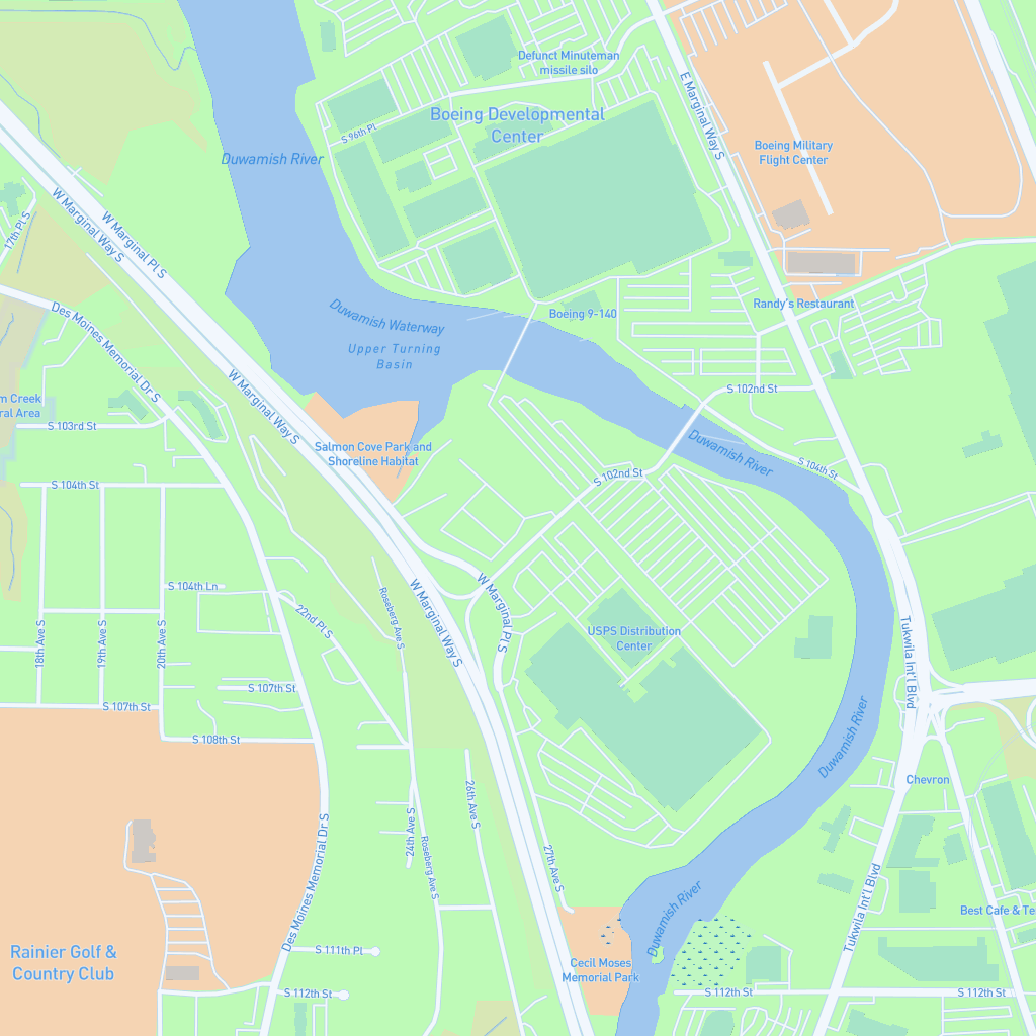 Defunct Minuteman
missile silo
E Marginal Way S
Boeing Developmental
Center
S 96th Pl
Boeing Military
Flight Center
Duwamish River
17th Pl S
W Marginal Way S
W Marginal Pl S
Des Moines Memorial Dr S
Duwamish Waterway
Upper Turning
Basin
Boeing 9-140
Randy's Restaurant
S 102nd St
W Marginal Way S
Creek
ral Area
S 103rd St
Salmon Cove Park and
Shoreline Habitat
Duwamish River
S 104th St
S 102nd St
S 104th St
S 104th Ln
22nd Pl S
Roseberg Ave S
W Marginal Way S
W Marginal Pl S
USPS Distribution
Center
18th Ave S
19th Ave S
20th Ave S
Tukwila Int'l Blvd
S 107th St
S 107th St
S 108th St
Duwamish River
Chevron
26th Ave S
24th Ave S
Roseberg Ave S
27th Ave S
Des Moines Memorial Dr S
Tukwila Int'l Blvd
Duwamish River
Best Cafe & Te
Rainier Golf &
Country Club
S 111th Pl
Cecil Moses
Memorial Park
S 112th St
S 112th St
S 112th St